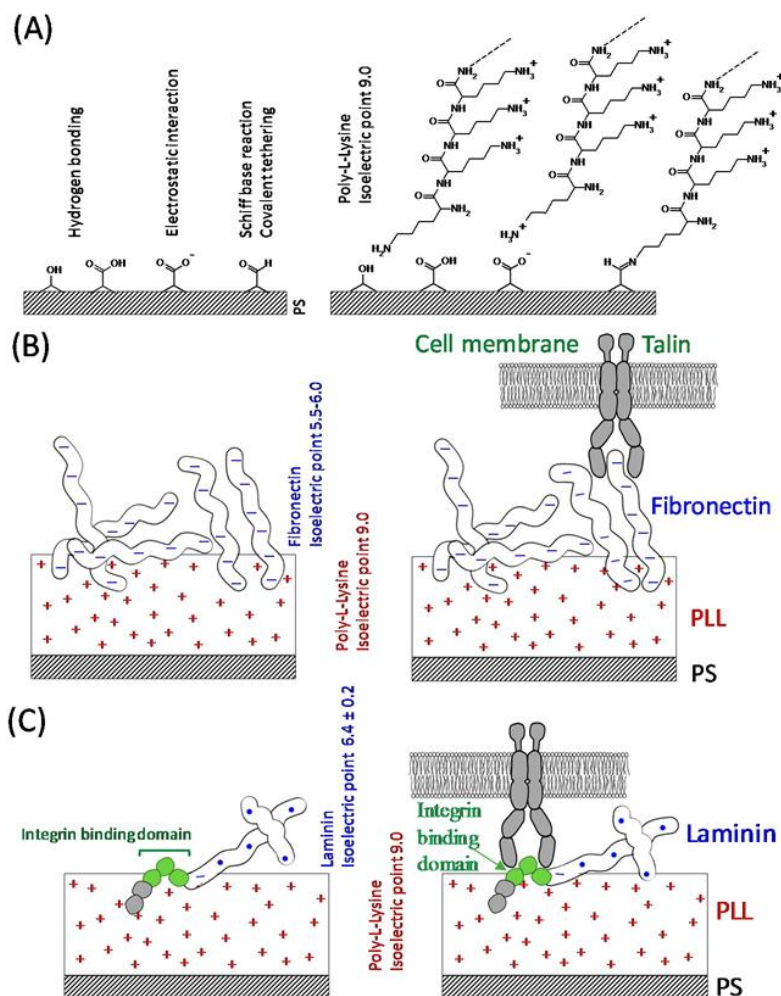 (A)
Hydrogen bonding
Electrostatic interaction
Schiff base reaction
Covalent tethering
OH
O
OH
O
O-
O
H
PS
Poly-L-Lysine
Isoelectric point 9.0
NH2
NH3+
O
NH
NH3+
O
NH
NH3+
O
NH
O
NH2
H2N
NH2
NH3+
O
NH
NH3+
O
NH
NH3+
O
NH
O
NH2
H3N+
NH2
NH3+
O
NH
NH3+
O
NH
NH3+
O
NH
O
NH2
OH
O
OH
O
O-
H
N
(B)
Fibronectin
Isoelectric point 5.5-6.0
Poly-L-Lysine
Isoelectric point 9.0
Cell membrane
Talin
Fibronectin
PLL
PS
(C)
Integrin binding domain
Laminin
Isoelectric point 6.4 ± 0.2
Poly-L-Lysine
Isoelectric point 9.0
Integrin
binding
domain
Laminin
PLL
PS